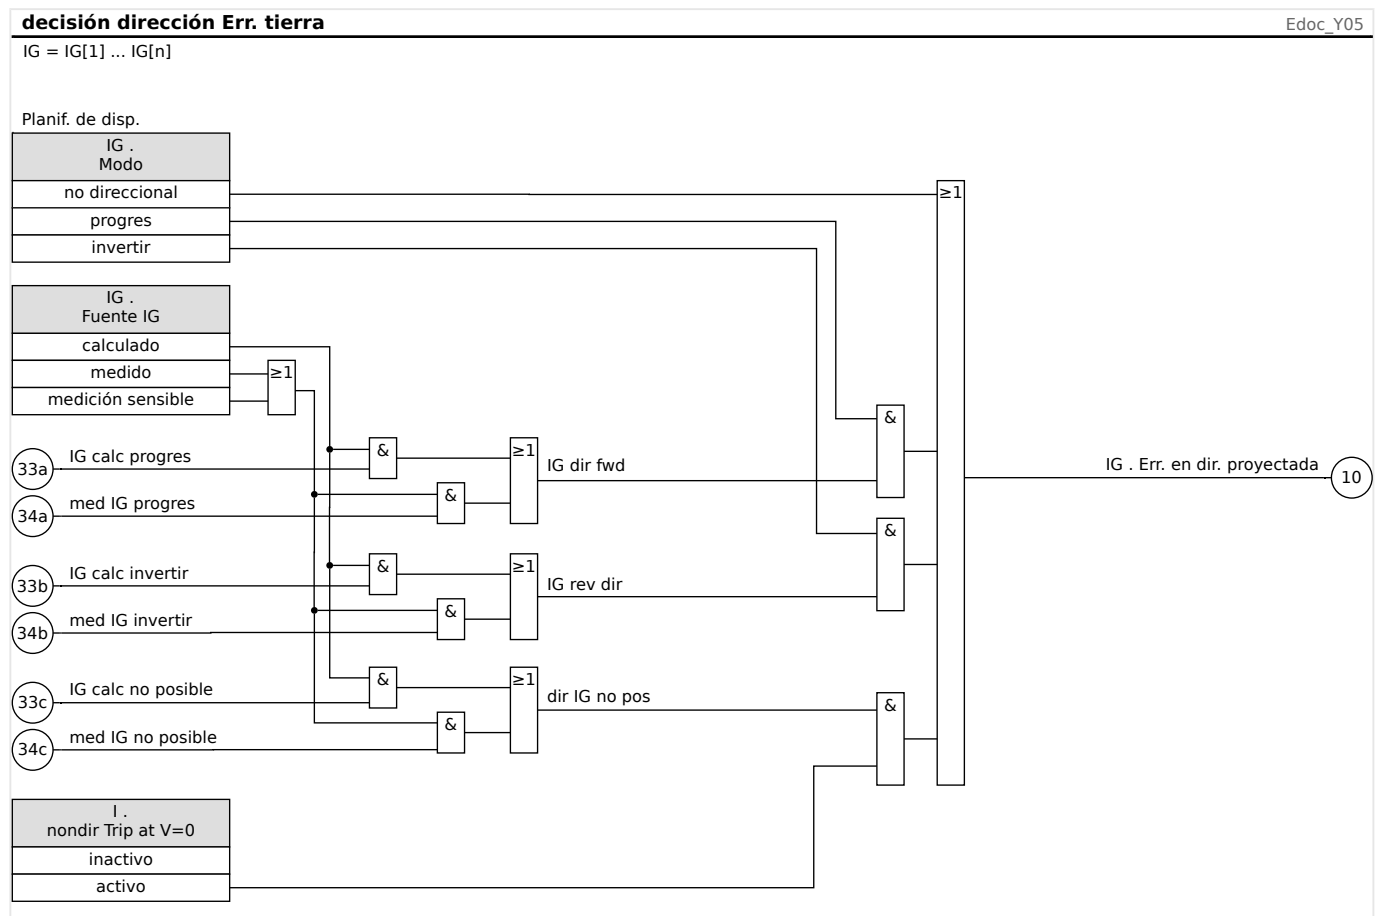 decisión dirección Err. tierra
Edoc_Y05
IG = IG[1] ... IG[n]
Planif. de disp.
IG .
Modo
no direccional
≥1
progres
invertir
IG .
Fuente IG
calculado
medido
≥1
medición sensible
&
33a
IG calc progres
&
≥1
IG dir fwd
IG . Err. en dir. proyectada
10
34a
med IG progres
&
&
33b
IG calc invertir
&
≥1
IG rev dir
34b
med IG invertir
&
33c
IG calc no posible
&
≥1
dir IG no pos
&
34c
med IG no posible
&
I .
nondir Trip at V=0
inactivo
activo